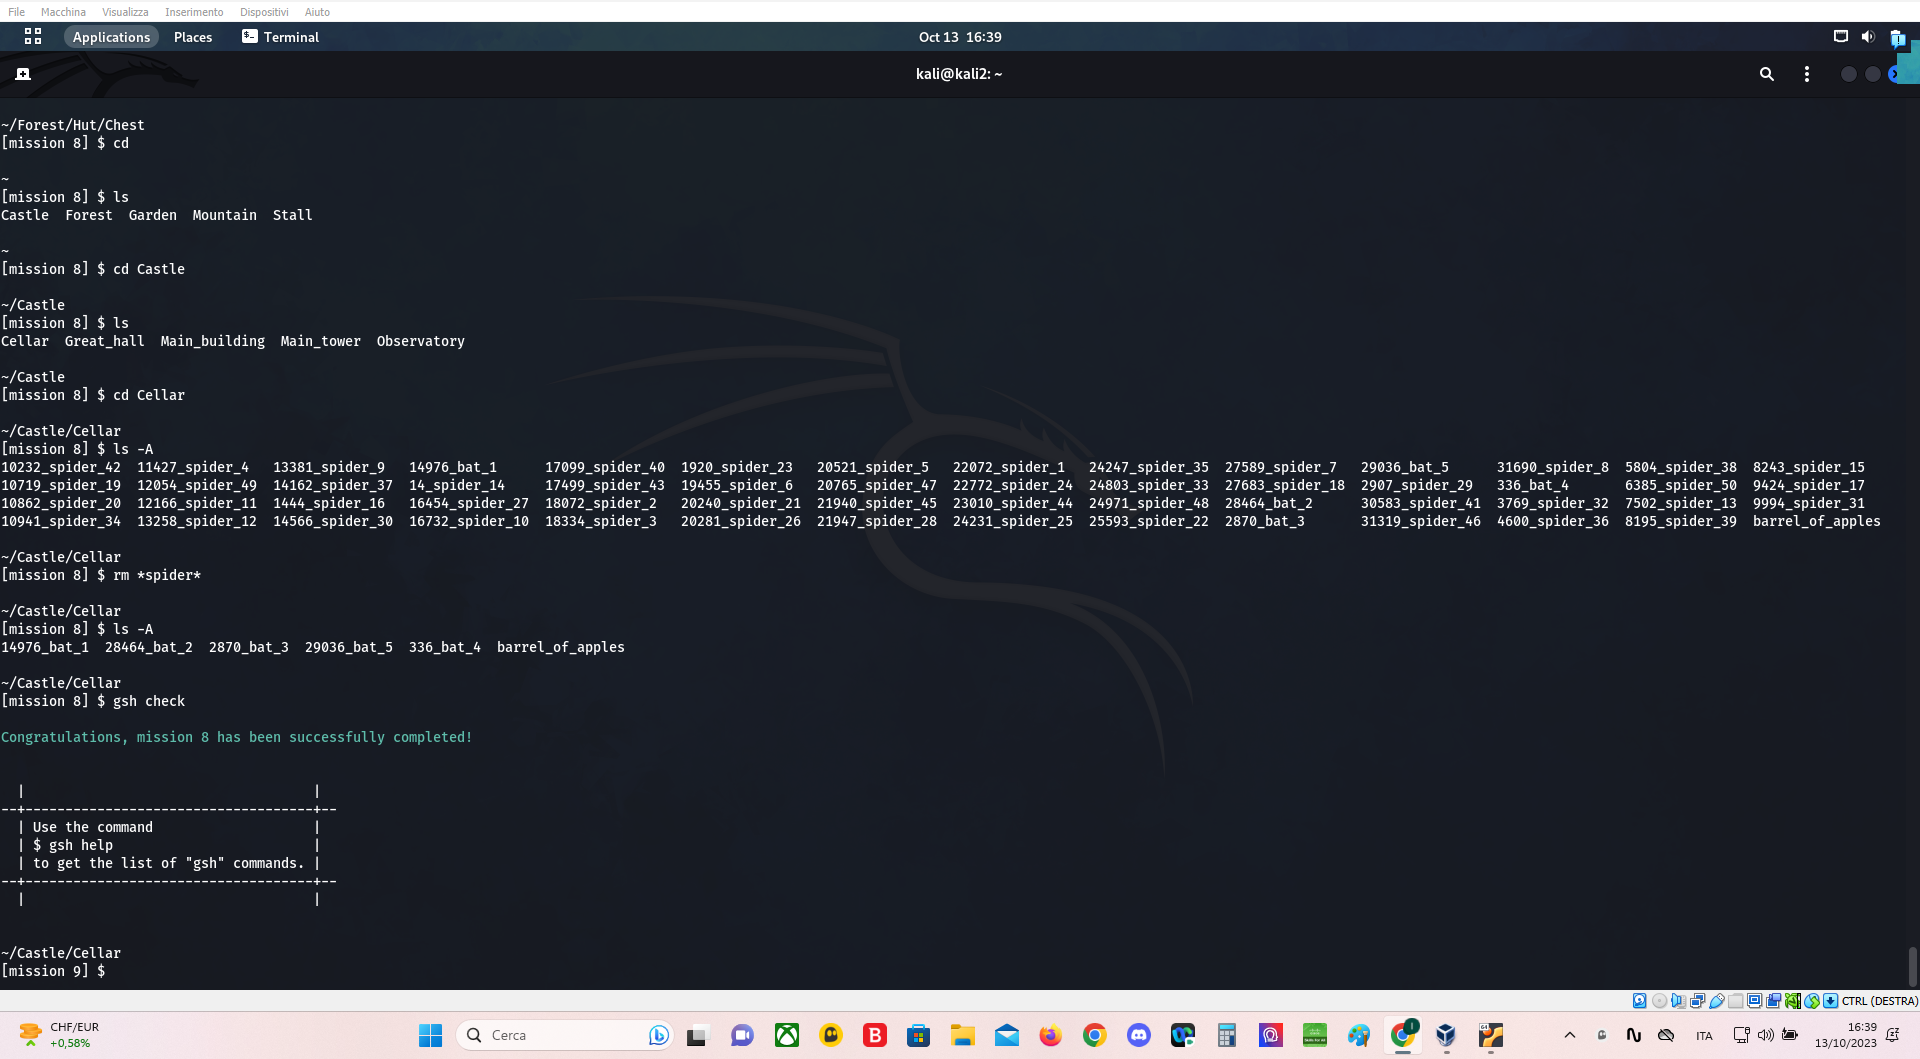 File Macchina Visualizza Inserimento Dispositivi Aiuto
Applications Places Terminal Oct 13 16:39
kali@kali2: ~
~/Forest/Hut/Chest
[mission 8] $ cd
~
[mission 8] $ ls
Castle Forest Garden Mountain Stall
~
[mission 8] $ cd Castle
~/Castle
[mission 8] $ ls
Cellar Great_hall Main_building Main_tower Observatory
~/Castle
[mission 8] $ cd Cellar
~/Castle/Cellar
[mission 8] $ ls -A
10232_spider_42 11427_spider_4 13381_spider_9 14976_bat_1 17099_spider_40 1920_spider_23 20521_spider_5 22072_spider_1 24247_spider_35 27589_spider_7 29036_bat_5 31690_spider_8 5804_spider_38 8243_spider_15
10719_spider_19 12054_spider_49 14162_spider_37 14_spider_14 17499_spider_43 19455_spider_6 20765_spider_47 22772_spider_24 24803_spider_33 27683_spider_18 2907_spider_29 336_bat_4 6385_spider_50 9424_spider_17
10862_spider_20 12166_spider_11 1444_spider_16 16454_spider_27 18072_spider_2 20240_spider_21 21940_spider_45 23010_spider_44 24971_spider_48 28464_bat_2 30583_spider_41 3769_spider_32 7502_spider_13 9994_spider_31
10941_spider_34 13258_spider_12 14566_spider_30 16732_spider_10 18334_spider_3 20281_spider_26 21947_spider_28 24231_spider_25 25593_spider_22 2870_bat_3 31319_spider_46 4600_spider_36 8195_spider_39 barrel_of_apples
~/Castle/Cellar
[mission 8] $ rm *spider*
~/Castle/Cellar
[mission 8] $ ls -A
14976_bat_1 28464_bat_2 2870_bat_3 29036_bat_5 336_bat_4 barrel_of_apples
~/Castle/Cellar
[mission 8] $ gsh check
Congratulations, mission 8 has been successfully completed!
| |
--+------------------------------------+--
| Use the command |
| $ gsh help |
| to get the list of "gsh" commands. |
--+------------------------------------+--
| |
~/Castle/Cellar
[mission 9] $
CTRL (DESTRA)
CHF/EUR
+0,58%
Cerca
ITA
16:39
13/10/2023